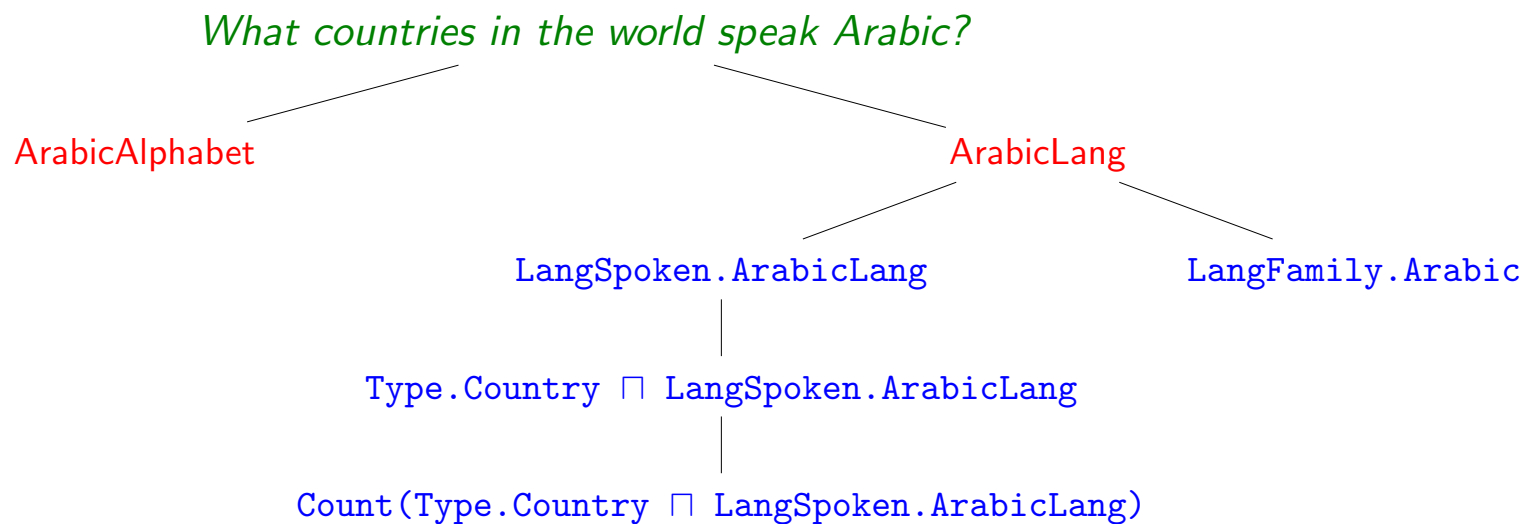 What countries in the world speak Arabic?
ArabicAlphabet
ArabicLang
LangSpoken.ArabicLang
LangFamily.Arabic
Type.Country ⊓ LangSpoken.ArabicLang
Count(Type.Country ⊓ LangSpoken.ArabicLang)